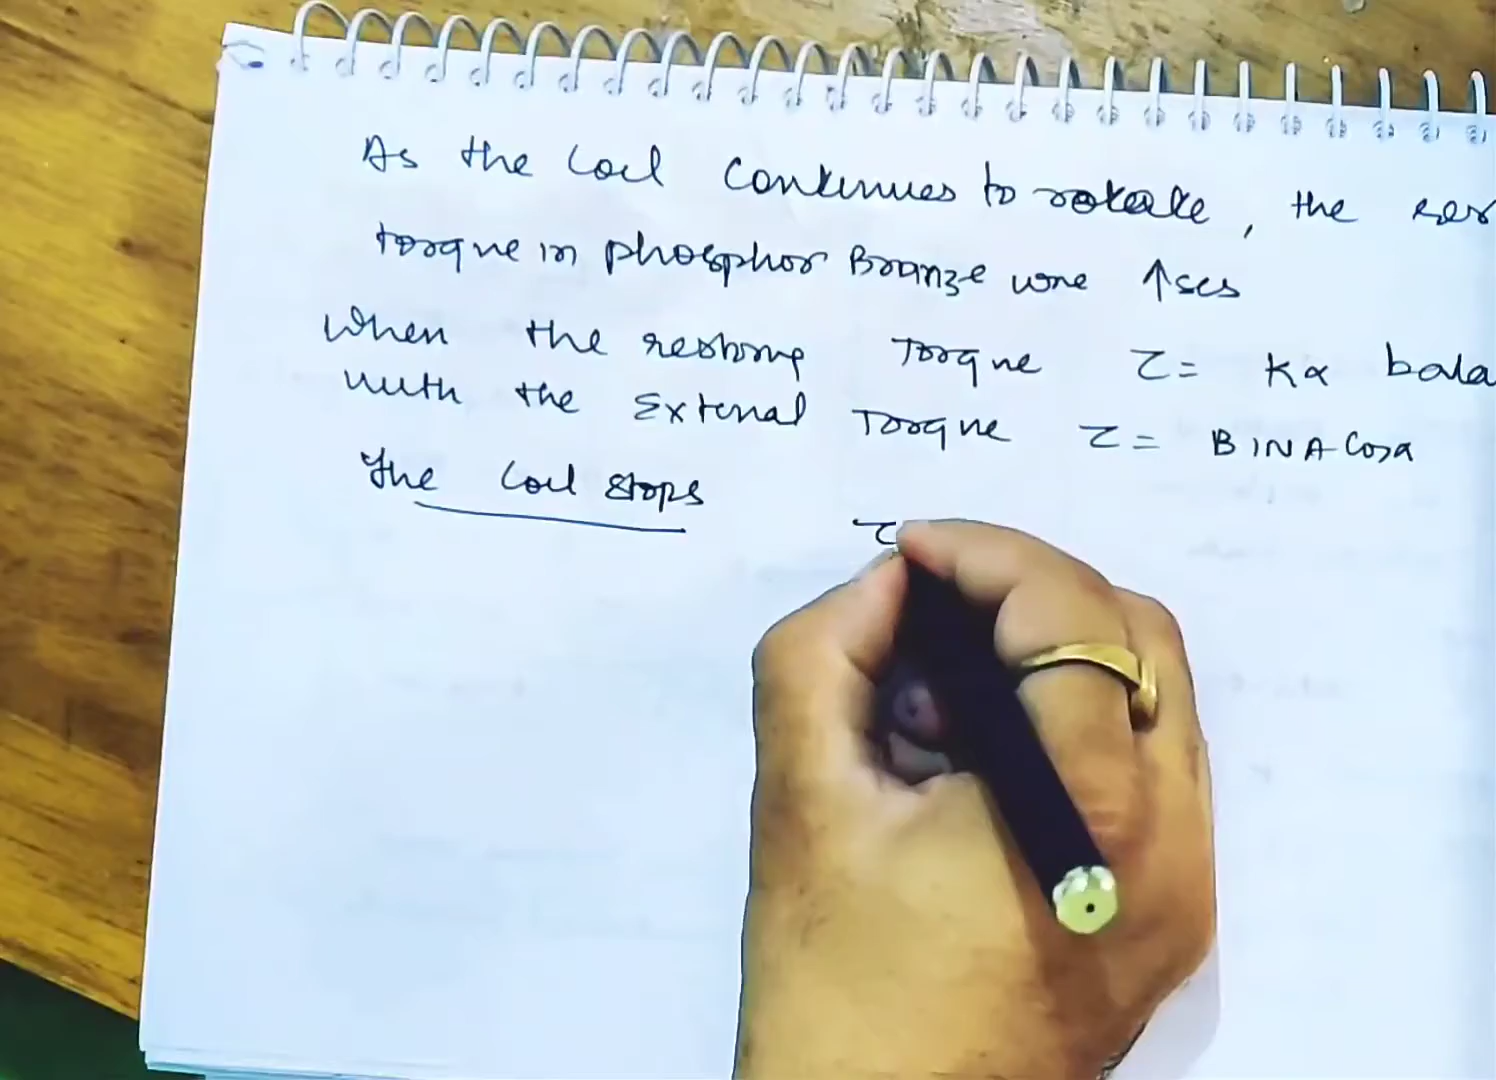 As the Coil Continues to rotate, the res
torque in phosphor Bronze wire ↑ses
When the restoring Torque τ = Kα bala
with the External Torque τ = BINA Cosα
The Coil stops
τ